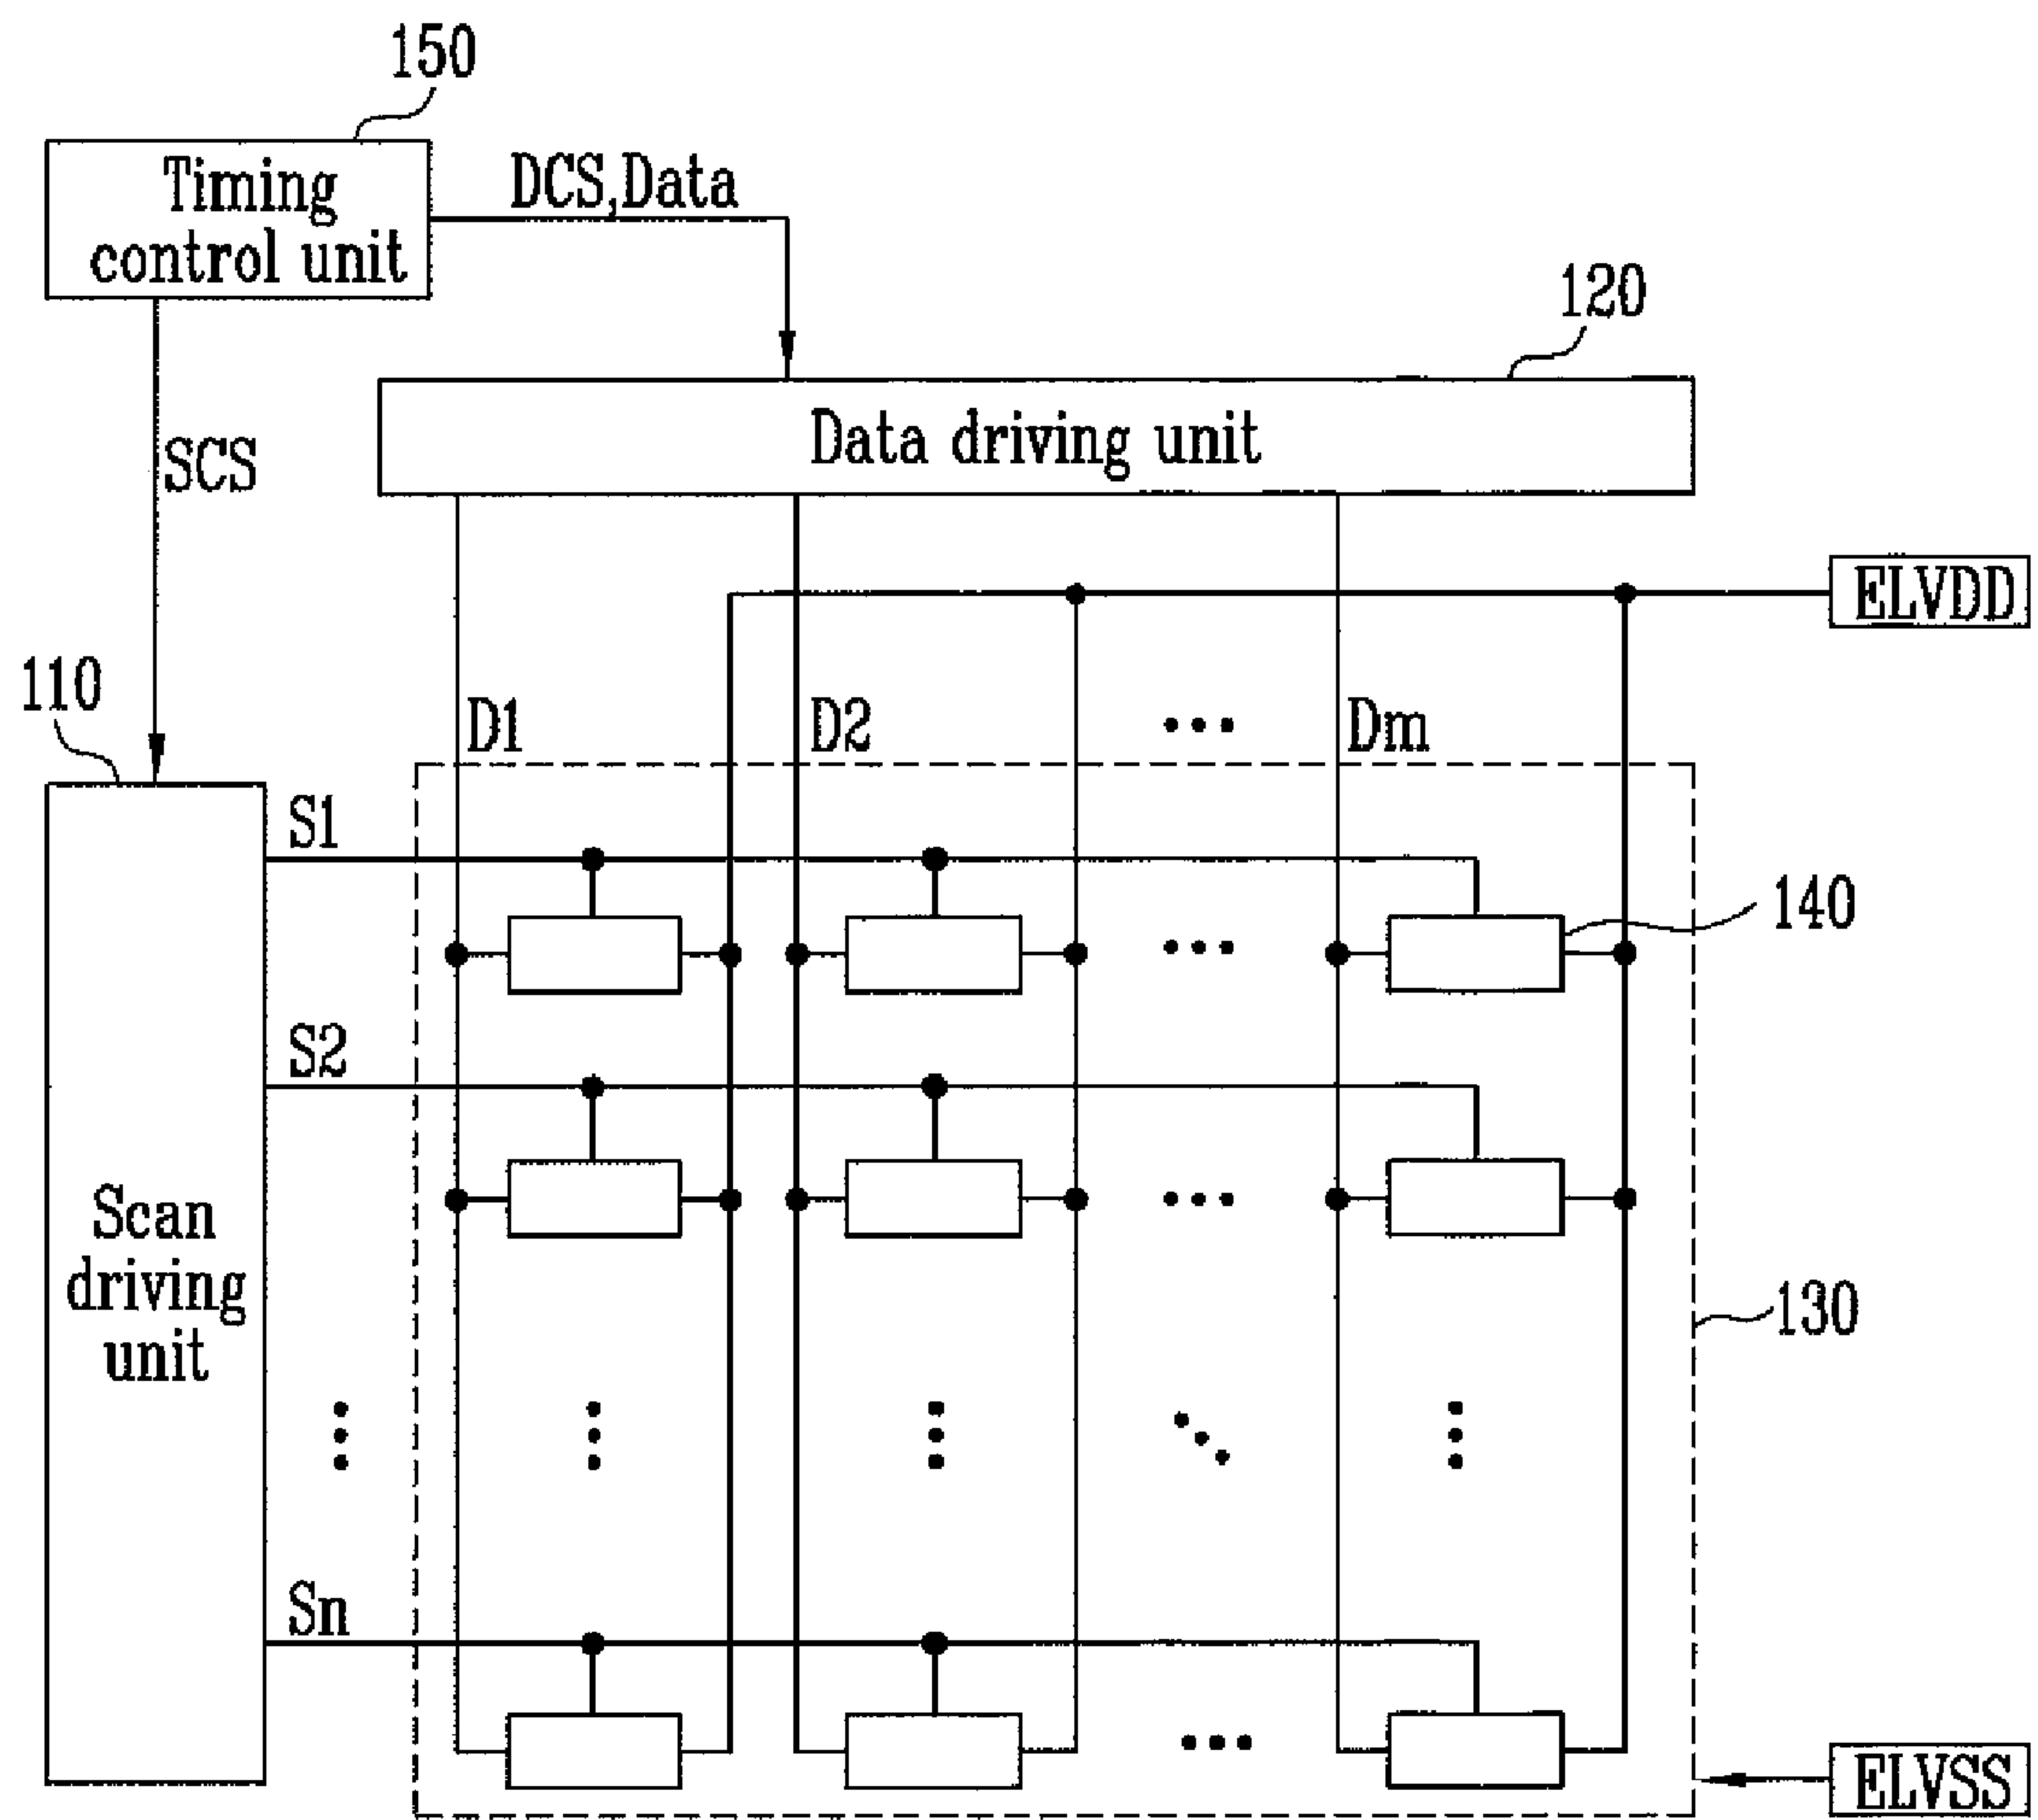 150
Timing
control unit
DCS,Data
120
Data driving unit
SCS
ELVDD
110
D1
D2
Dm
S1
140
S2
Scan
driving
unit
130
Sn
ELVSS